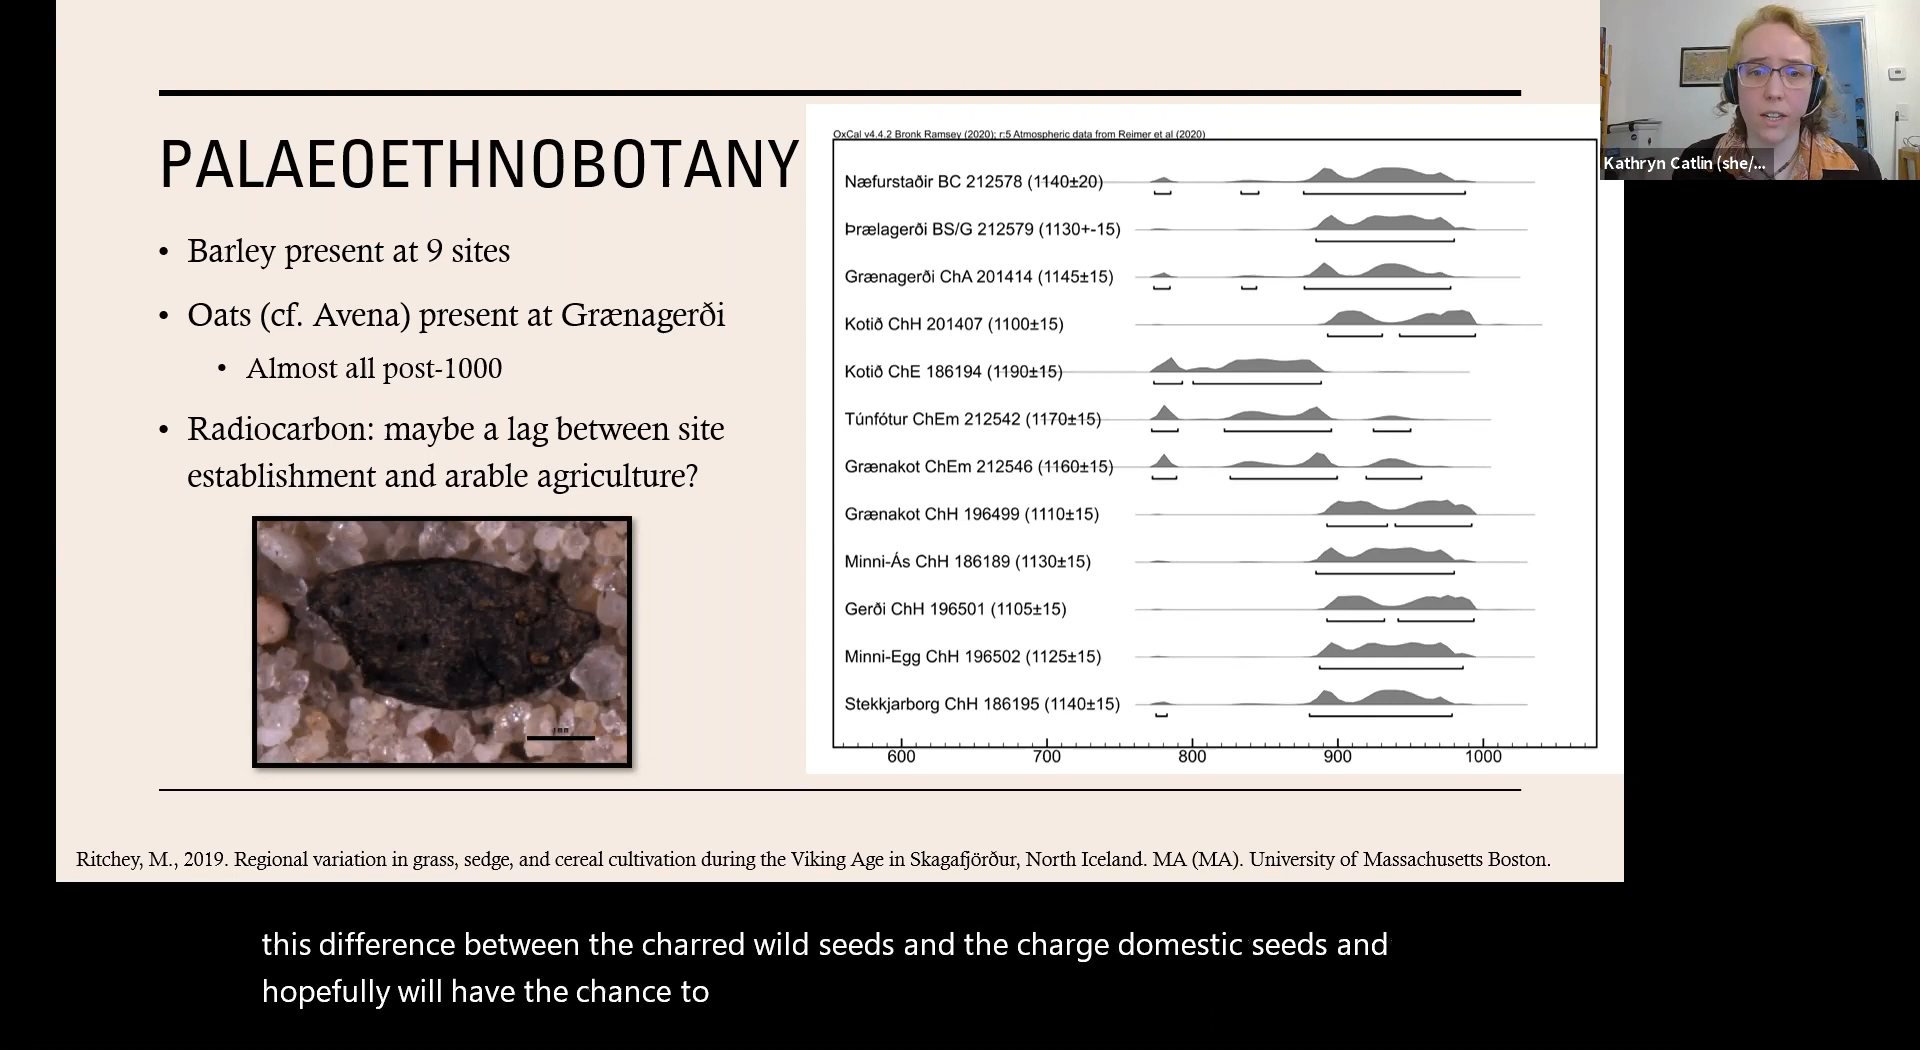 PALAEOETHNOBOTANY
• Barley present at 9 sites
• Oats (cf. Avena) present at Grænagerði
• Almost all post-1000
• Radiocarbon: maybe a lag between site
establishment and arable agriculture?
1 mm
OxCal v4.4.2 Bronk Ramsey (2020); r:5 Atmospheric data from Reimer et al (2020)
Næfurstaðir BC 212578 (1140±20)
Þrælagerði BS/G 212579 (1130+-15)
Grænagerði ChA 201414 (1145±15)
Kotið ChH 201407 (1100±15)
Kotið ChE 186194 (1190±15)
Túnfótur ChEm 212542 (1170±15)
Grænakot ChEm 212546 (1160±15)
Grænakot ChH 196499 (1110±15)
Minni-Ás ChH 186189 (1130±15)
Gerði ChH 196501 (1105±15)
Minni-Egg ChH 196502 (1125±15)
Stekkjarborg ChH 186195 (1140±15)
600 700 800 900 1000
Kathryn Catlin (she/...
Ritchey, M., 2019. Regional variation in grass, sedge, and cereal cultivation during the Viking Age in Skagafjörður, North Iceland. MA (MA). University of Massachusetts Boston.
this difference between the charred wild seeds and the charge domestic seeds and
hopefully will have the chance to